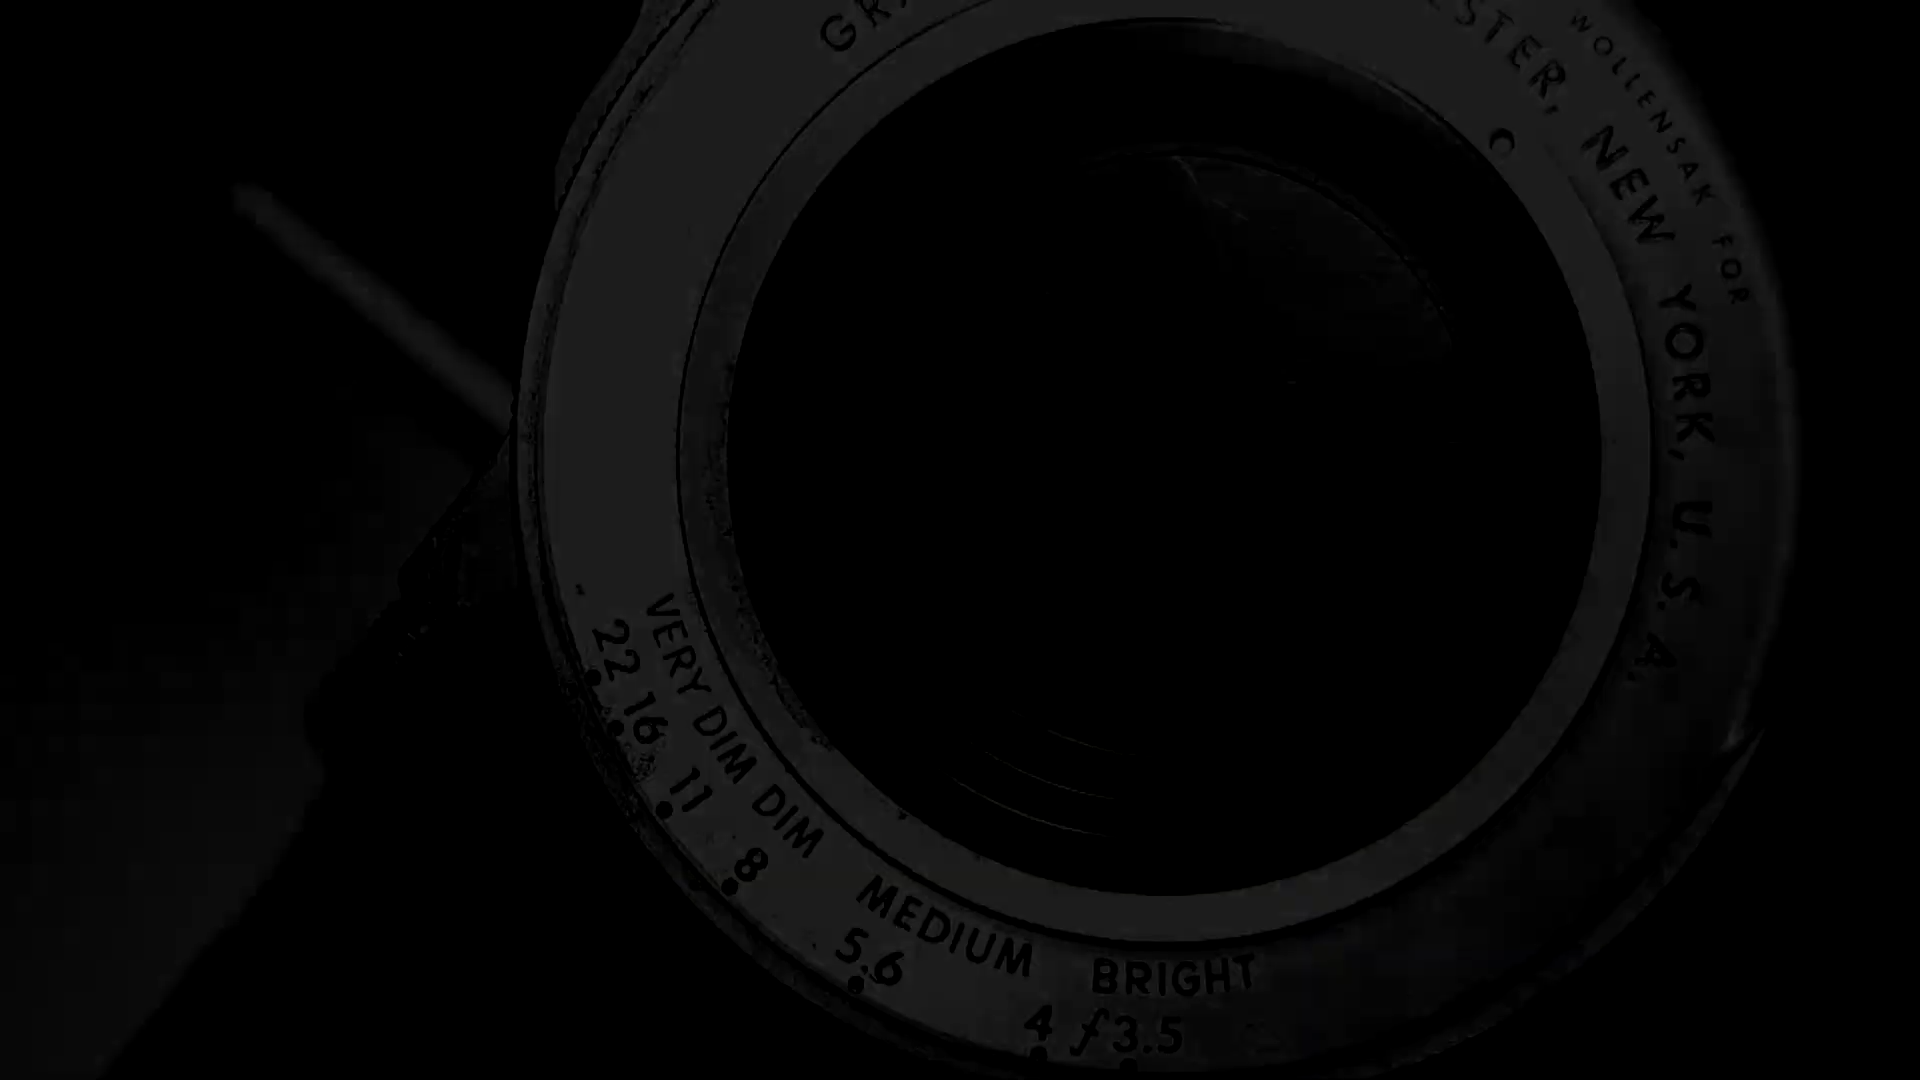 STER, NEW YORK, U.S.A.
WOLLENSAK FOR
VERY DIM DIM MEDIUM BRIGHT
22 16 11 8 5.6 4 f3.5